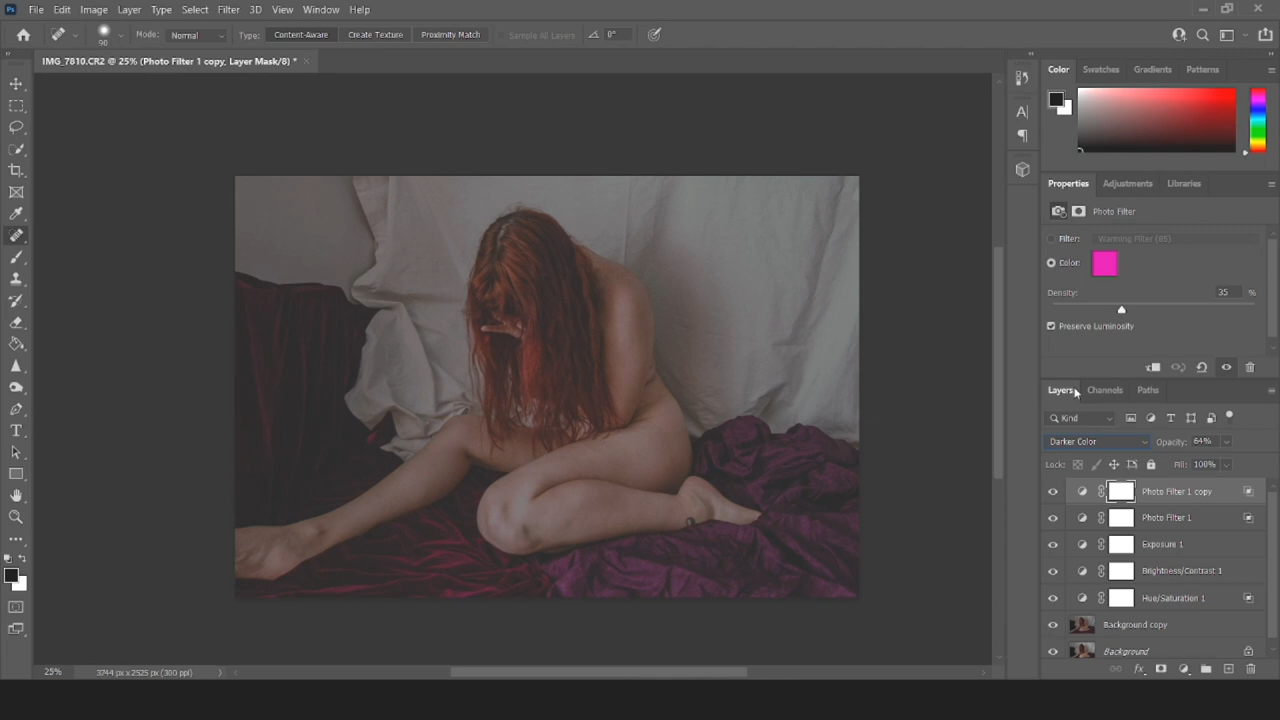 Ps File Edit Image Layer Type Select Filter 3D View Window Help
90 Mode: Normal Type: Content-Aware Create Texture Proximity Match Sample All Layers 0°
IMG_7810.CR2 @ 25% (Photo Filter 1 copy, Layer Mask/8) *
Color Swatches Gradients Patterns
Properties Adjustments Libraries
Photo Filter
Filter: Warming Filter (85)
Color:
Density: 35 %
Preserve Luminosity
Layers Channels Paths
Kind
Darker Color Opacity: 64%
Lock: Fill: 100%
Photo Filter 1 copy
Photo Filter 1
Exposure 1
Brightness/Contrast 1
Hue/Saturation 1
Background copy
Background
25% 3744 px x 2525 px (300 ppi)